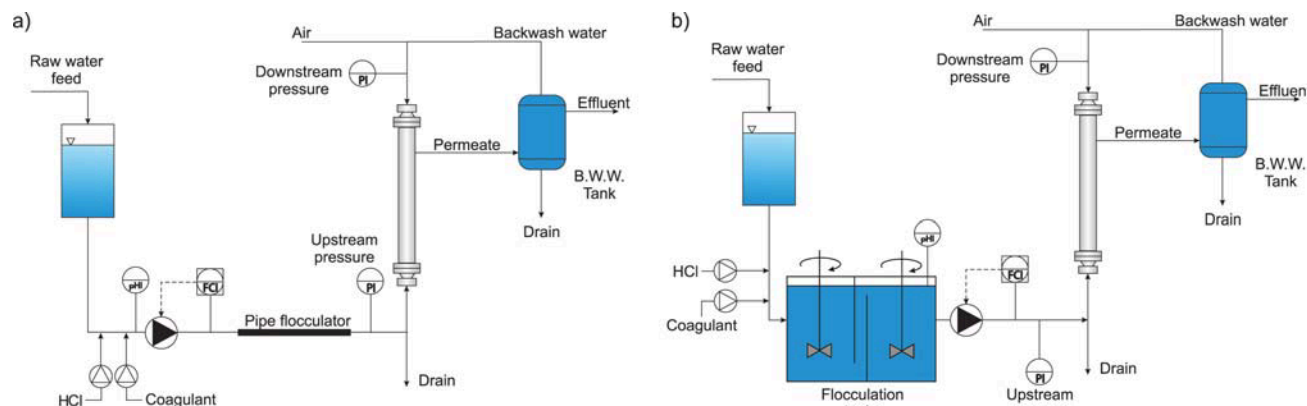 a)
Air
Backwash water
Raw water
feed
PI
Downstream
pressure
Effluent
Permeate
B.W.W.
Tank
Drain
Upstream
pressure
pHI
FCI
PI
Pipe flocculator
HCl
Coagulant
Drain
b)
Air
Backwash water
Raw water
feed
Downstream
pressure
PI
Effluen
Permeate
B.W.W.
Tank
Drain
pHI
HCl
FCI
Coagulant
PI
Drain
Flocculation
Upstream